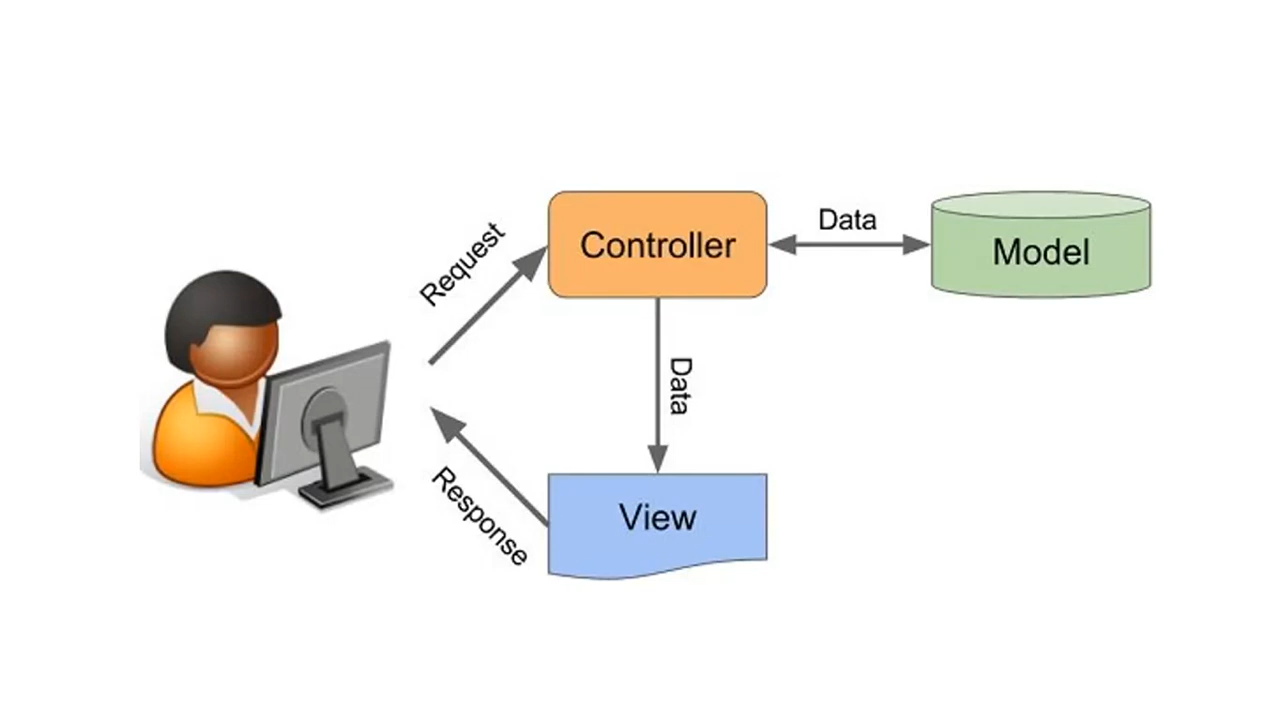 Request
Controller
Data
Model
Data
Response
View